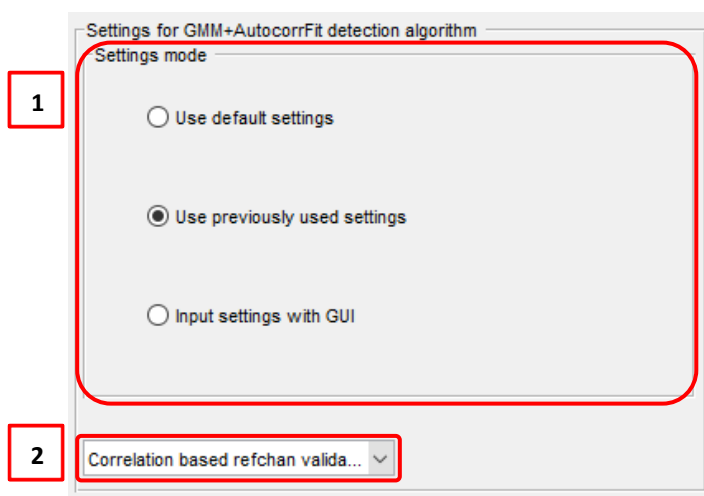 Settings for GMM+AutocorrFit detection algorithm
Settings mode
1
Use default settings
Use previously used settings
Input settings with GUI
2
Correlation based refchan valida...